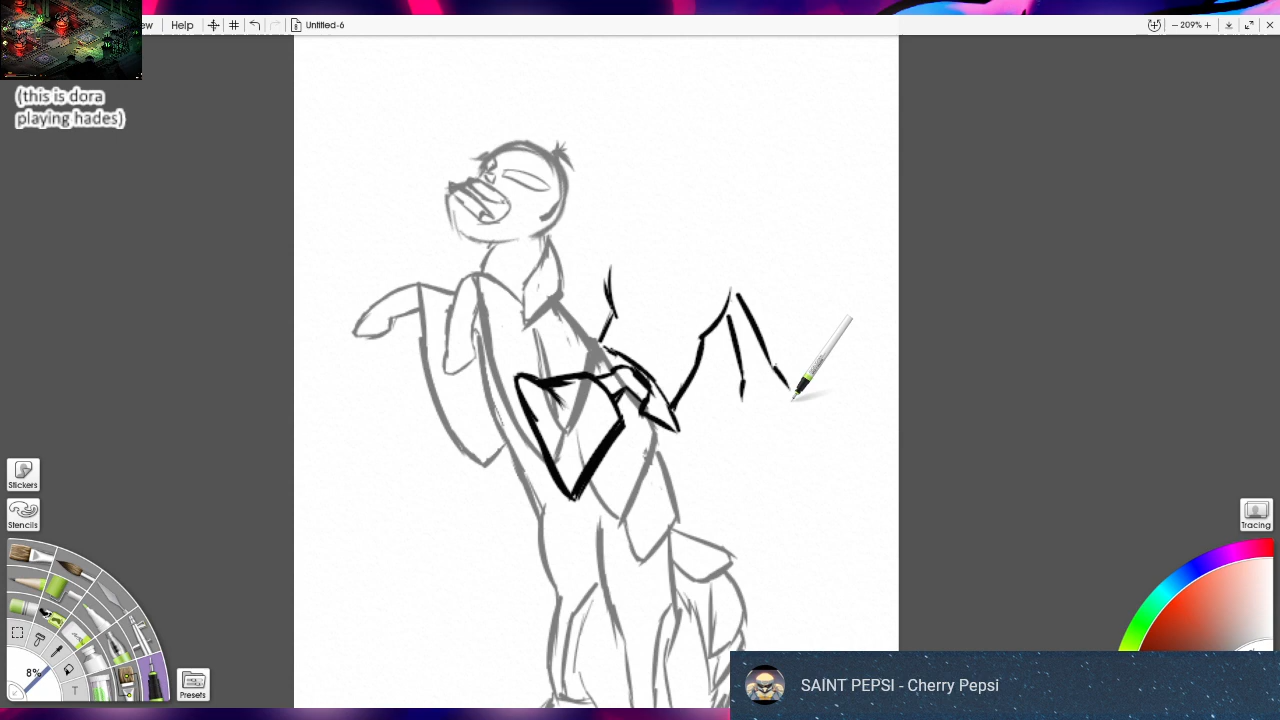 ew
Help
Untitled-6
− 209% +
(this is dora
playing hades)
Stickers
Stencils
Tracing
8%
T
Presets
SAINT PEPSI - Cherry Pepsi